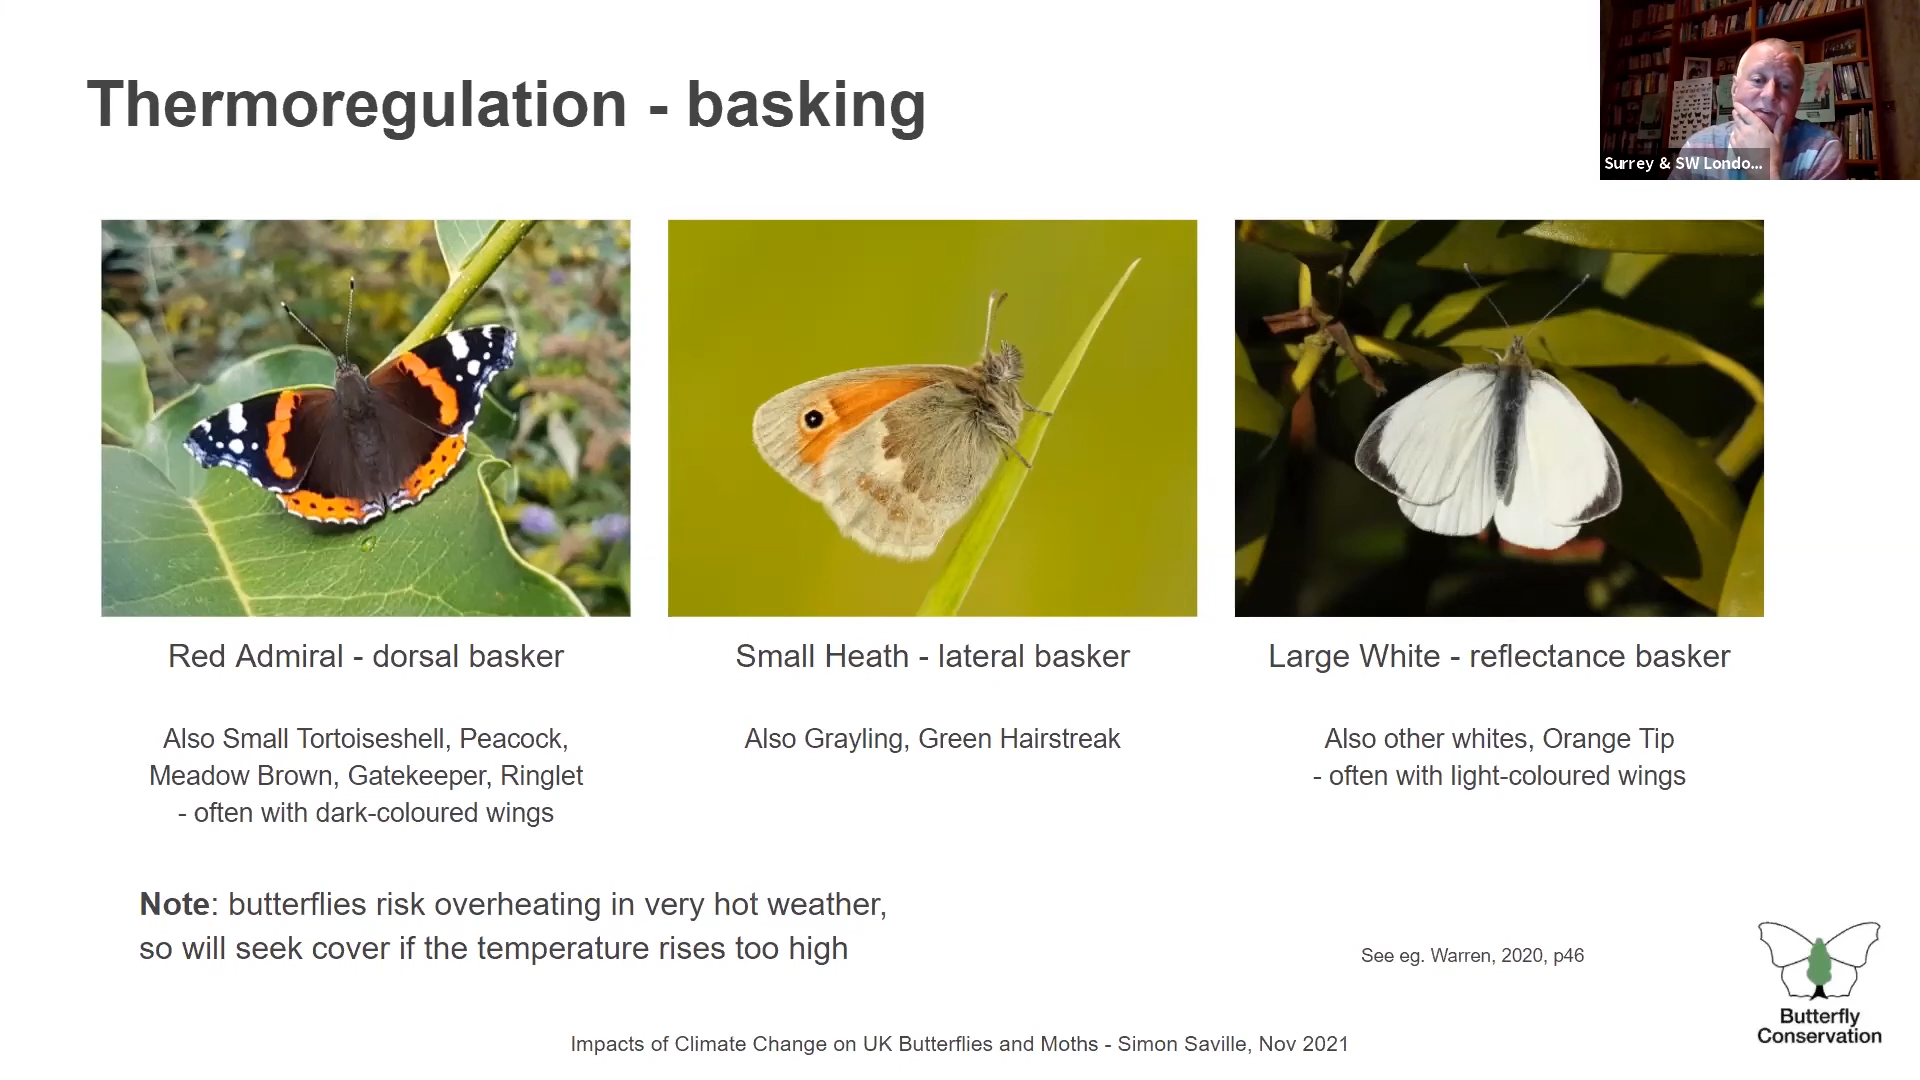 Thermoregulation - basking
Surrey & SW Londo...
Red Admiral - dorsal basker
Small Heath - lateral basker
Large White - reflectance basker
Also Small Tortoiseshell, Peacock,
Meadow Brown, Gatekeeper, Ringlet
- often with dark-coloured wings
Also Grayling, Green Hairstreak
Also other whites, Orange Tip
- often with light-coloured wings
Note: butterflies risk overheating in very hot weather,
so will seek cover if the temperature rises too high
See eg. Warren, 2020, p46
Butterfly
Conservation
Impacts of Climate Change on UK Butterflies and Moths - Simon Saville, Nov 2021